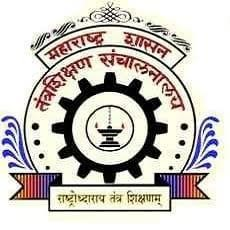 महाराष्ट्र शासन
तंत्रशिक्षण संचालनालय
राष्ट्रोध्दाराय तंत्र शिक्षणम्